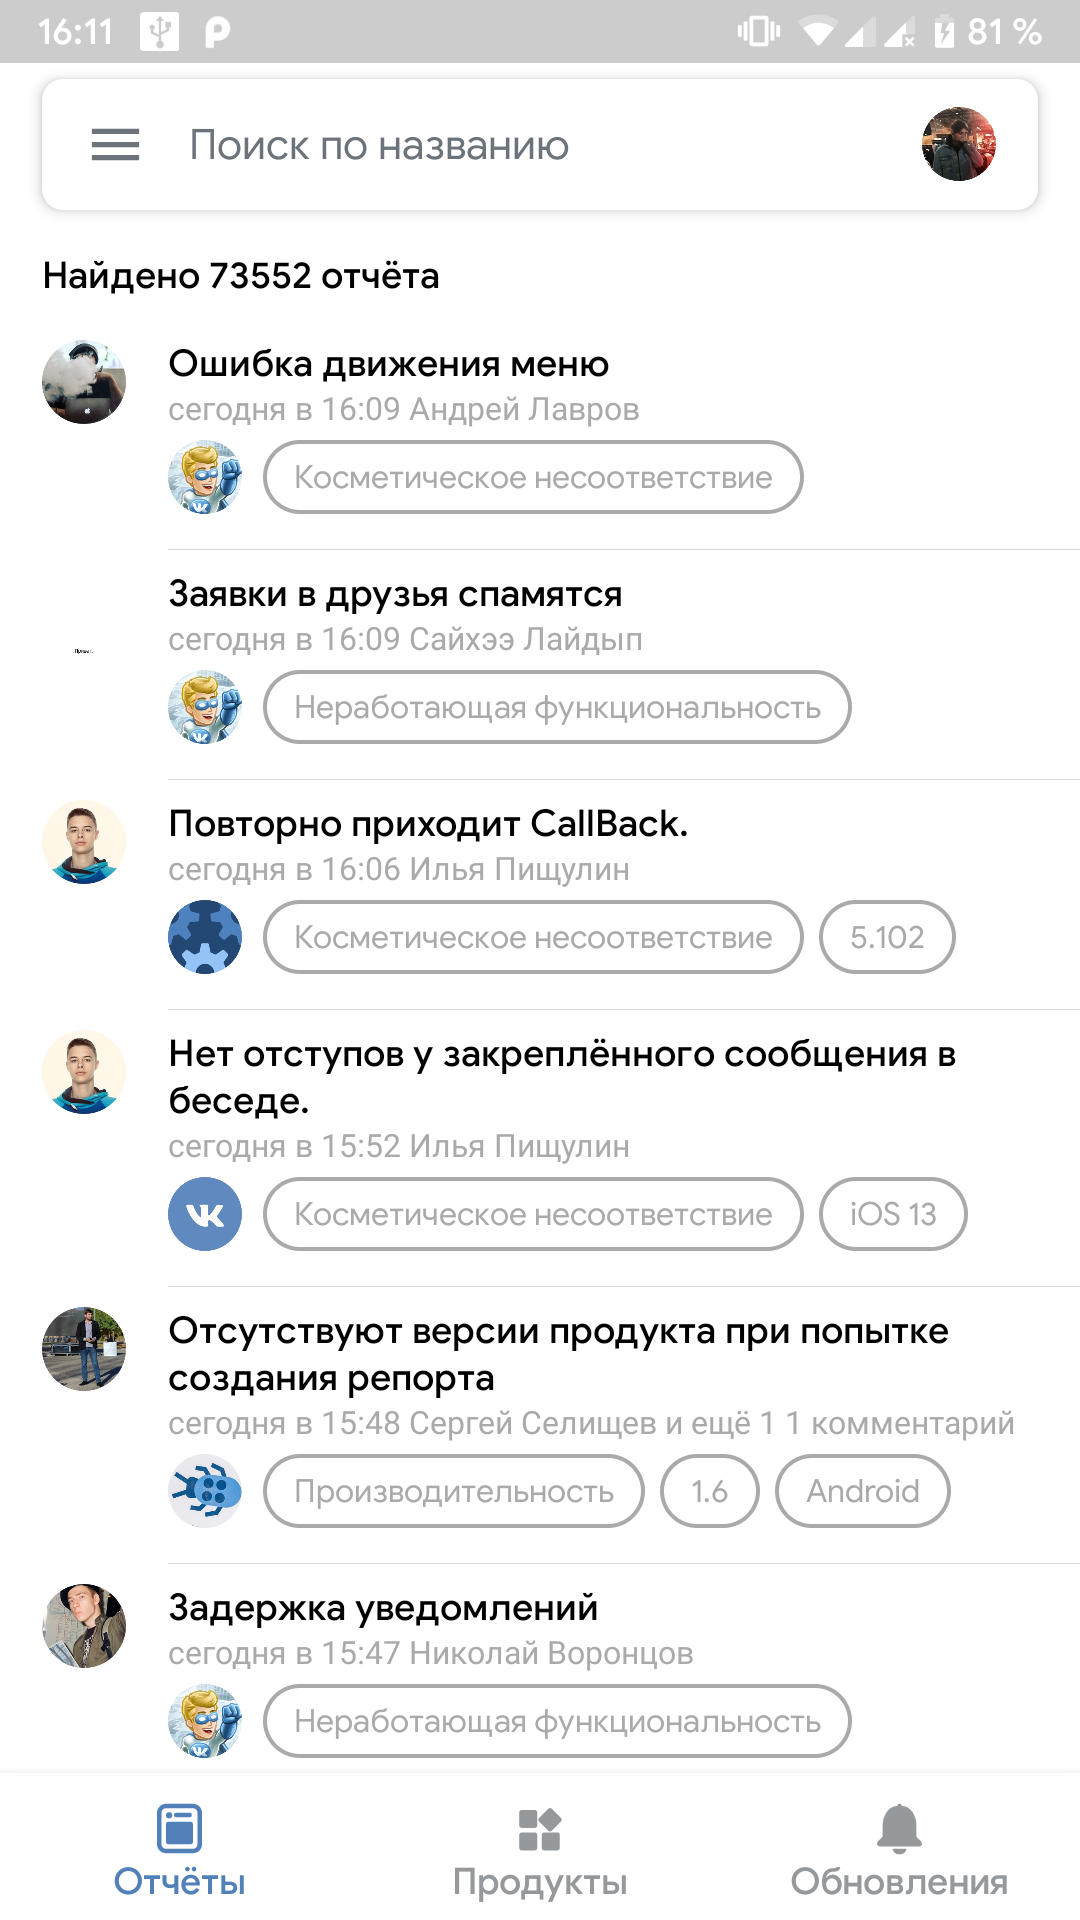 16:11
81 %
Поиск по названию
Найдено 73552 отчёта
Ошибка движения меню
сегодня в 16:09 Андрей Лавров
Косметическое несоответствие
Заявки в друзья спамятся
сегодня в 16:09 Сайхээ Лайдып
Неработающая функциональность
Повторно приходит CallBack.
сегодня в 16:06 Илья Пищулин
Косметическое несоответствие 5.102
Нет отступов у закреплённого сообщения в
беседе.
сегодня в 15:52 Илья Пищулин
Косметическое несоответствие iOS 13
Отсутствуют версии продукта при попытке
создания репорта
сегодня в 15:48 Сергей Селищев и ещё 1 1 комментарий
Производительность 1.6 Android
Задержка уведомлений
сегодня в 15:47 Николай Воронцов
Неработающая функциональность
Отчёты Продукты Обновления